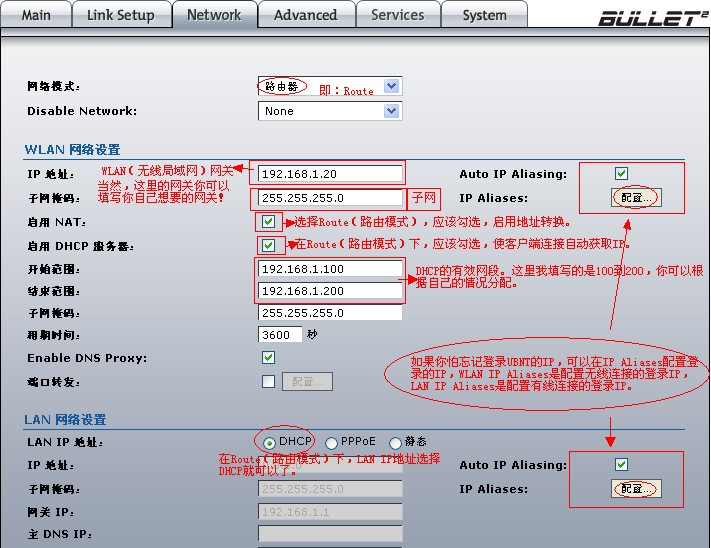 Main Link Setup Network Advanced Services System BULLET2
网络模式： 路由器 即：Route
Disable Network: None
WLAN 网络设置
IP 地址： WLAN(无线局域网)网关 192.168.1.20 Auto IP Aliasing:
当然，这里的网关你可以
填写你自己想要的网关！
子网掩码： 255.255.255.0 子网 IP Aliases: 配置...
启用 NAT： 选择Route(路由模式)，应该勾选，启用地址转换。
启用 DHCP 服务器： 在Route(路由模式)下，应该勾选，使客户端连接自动获取IP。
开始范围： 192.168.1.100 DHCP的有效网段。这里我填写的是100到200，你可以根
据自己的情况分配。
结束范围： 192.168.1.200
子网掩码： 255.255.255.0
租期时间： 3600 秒
Enable DNS Proxy:
端口转发： 配置...
如果你怕忘记登录UBNT的IP，可以在IP Aliases配置登
录的IP，WLAN IP Aliases是配置无线连接的登录IP，
LAN IP Aliases是配置有线连接的登录IP。
LAN 网络设置
LAN IP 地址： DHCP PPPoE 静态
在Route(路由模式)下，LAN IP地址选择
DHCP就可以了。
IP 地址： Auto IP Aliasing:
子网掩码： 255.255.255.0 IP Aliases: 配置...
网关 IP： 192.168.1.1
主 DNS IP：